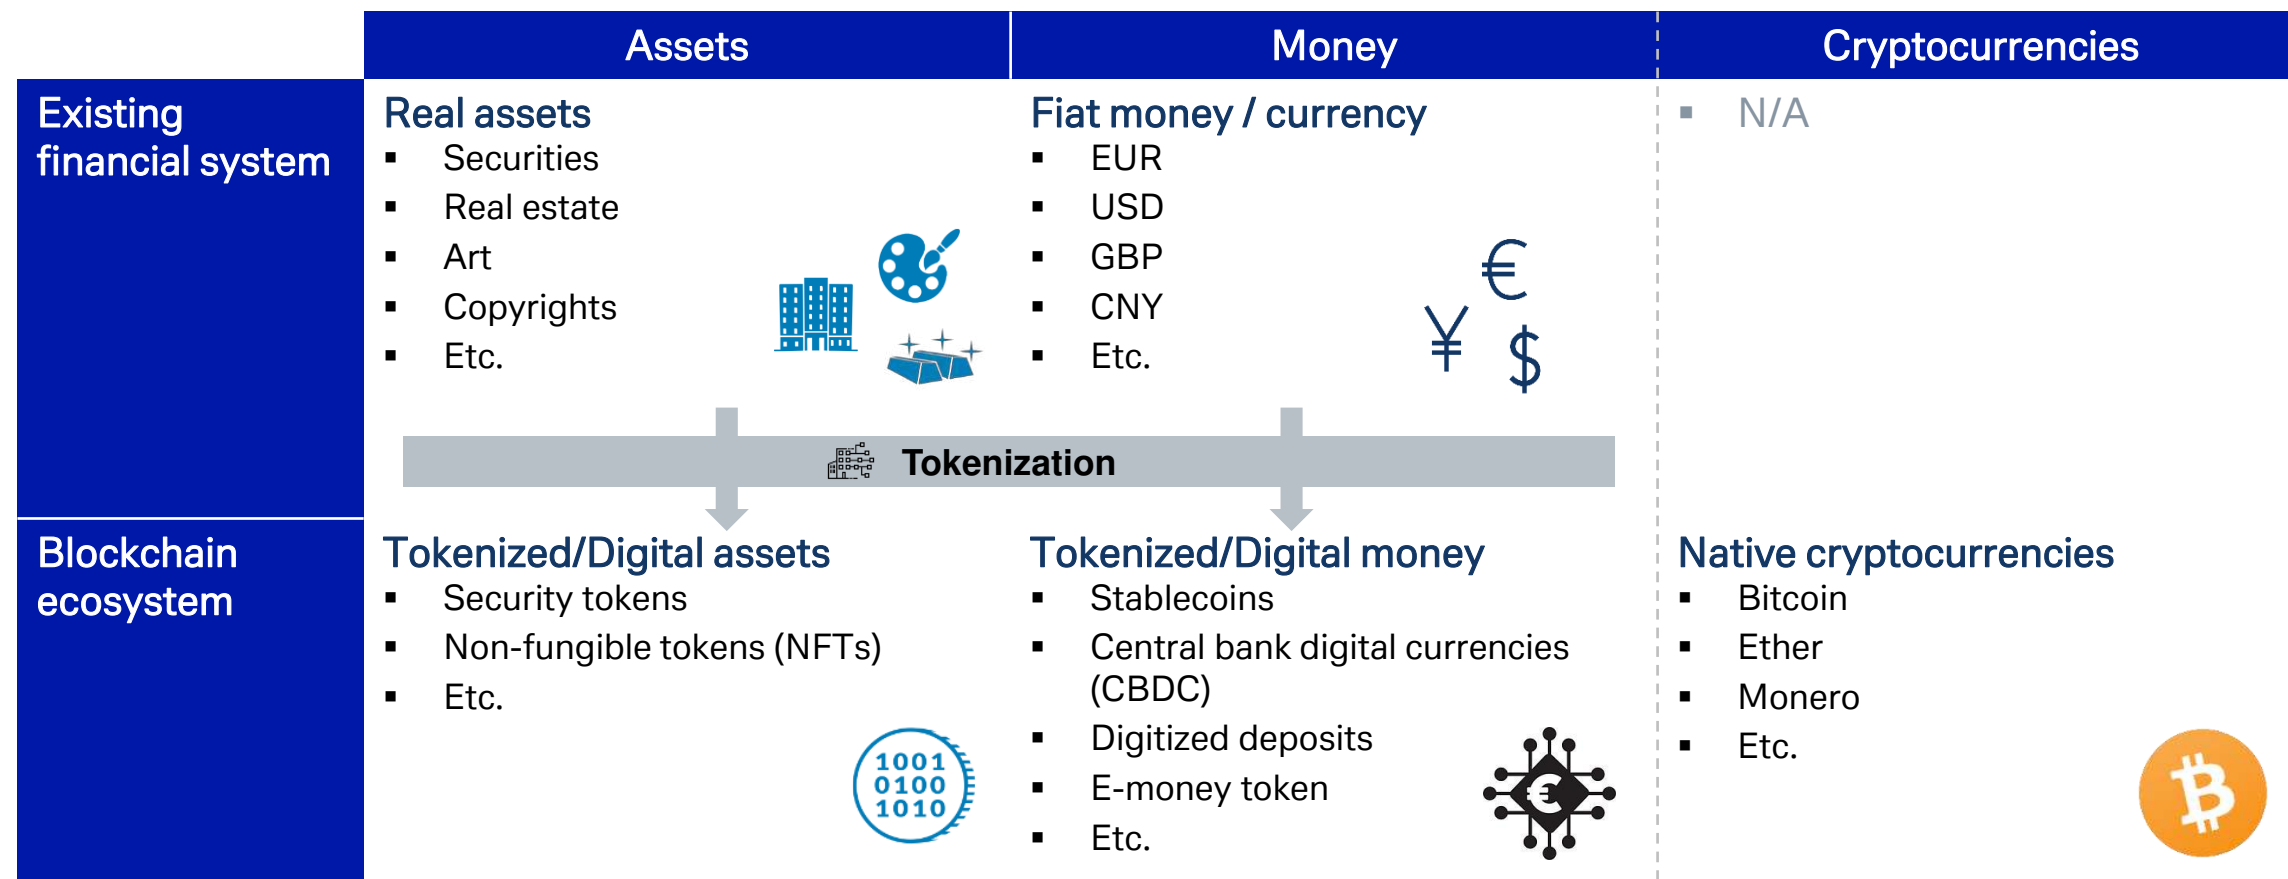 Assets
Money
Cryptocurrencies
Existing
financial system
Real assets
Securities
Real estate
Art
Copyrights
Etc.
Fiat money / currency
EUR
USD
GBP
CNY
Etc.
€
¥
$
N/A
Tokenization
Blockchain
ecosystem
Tokenized/Digital assets
Security tokens
Non-fungible tokens (NFTs)
Etc.
1001
0100
1010
Tokenized/Digital money
Stablecoins
Central bank digital currencies
(CBDC)
Digitized deposits
E-money token
Etc.
€
Native cryptocurrencies
Bitcoin
Ether
Monero
Etc.
₿